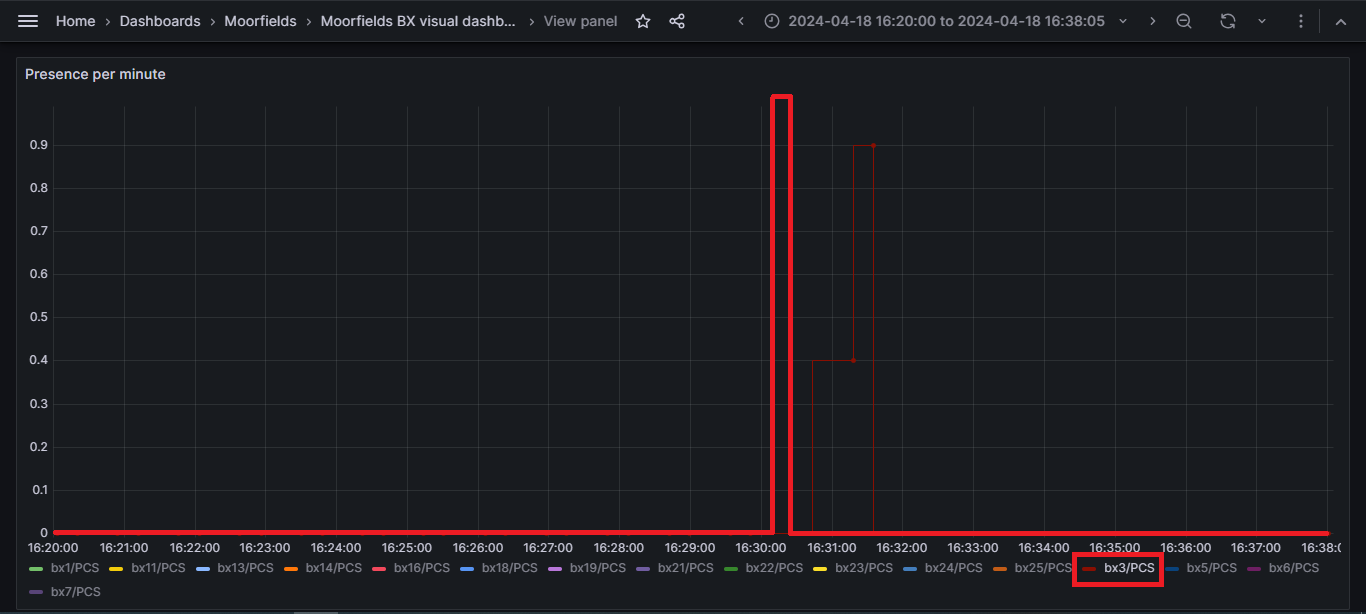 Home › Dashboards › Moorfields › Moorfields BX visual dashb... › View panel 2024-04-18 16:20:00 to 2024-04-18 16:38:05
Presence per minute
0.9
0.8
0.7
0.6
0.5
0.4
0.3
0.2
0.1
0
16:20:00 16:21:00 16:22:00 16:23:00 16:24:00 16:25:00 16:26:00 16:27:00 16:28:00 16:29:00 16:30:00 16:31:00 16:32:00 16:33:00 16:34:00 16:35:00 16:36:00 16:37:00 16:38:0
bx1/PCS bx11/PCS bx13/PCS bx14/PCS bx16/PCS bx18/PCS bx19/PCS bx21/PCS bx22/PCS bx23/PCS bx24/PCS bx25/PCS bx3/PCS bx5/PCS bx6/PCS
bx7/PCS